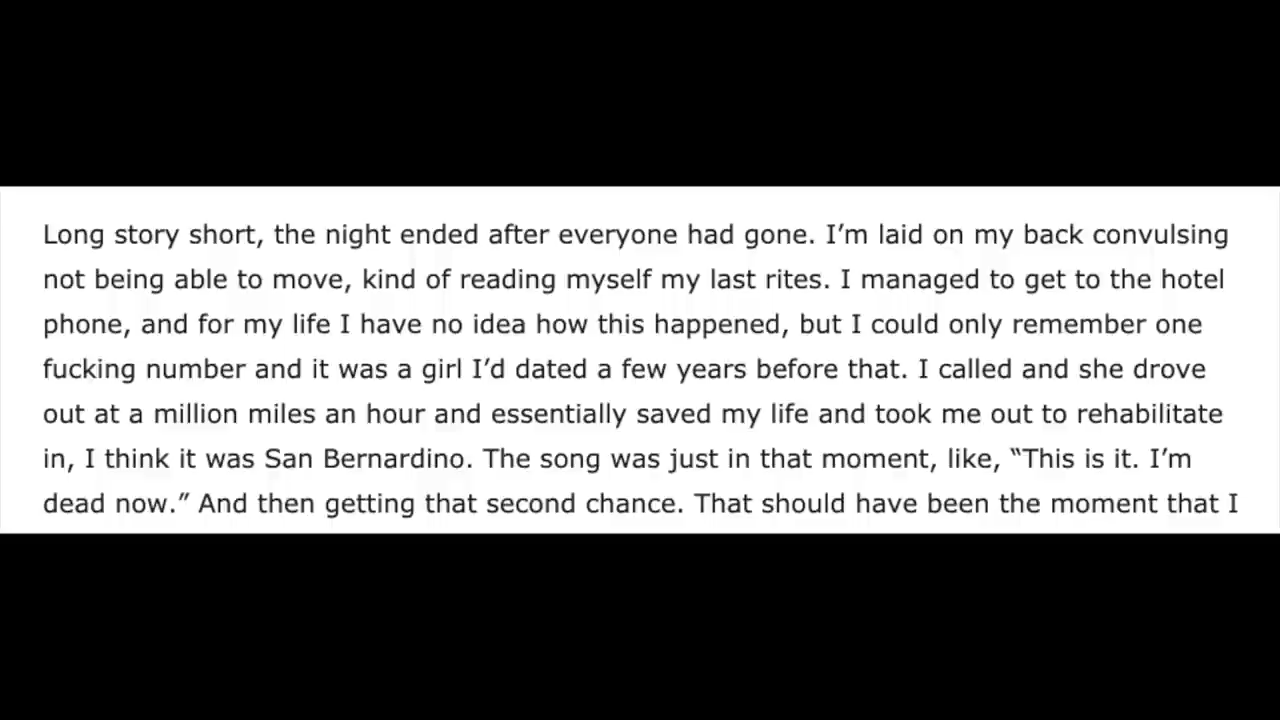 Long story short, the night ended after everyone had gone. I’m laid on my back convulsing
not being able to move, kind of reading myself my last rites. I managed to get to the hotel
phone, and for my life I have no idea how this happened, but I could only remember one
fucking number and it was a girl I’d dated a few years before that. I called and she drove
out at a million miles an hour and essentially saved my life and took me out to rehabilitate
in, I think it was San Bernardino. The song was just in that moment, like, “This is it. I’m
dead now.” And then getting that second chance. That should have been the moment that I